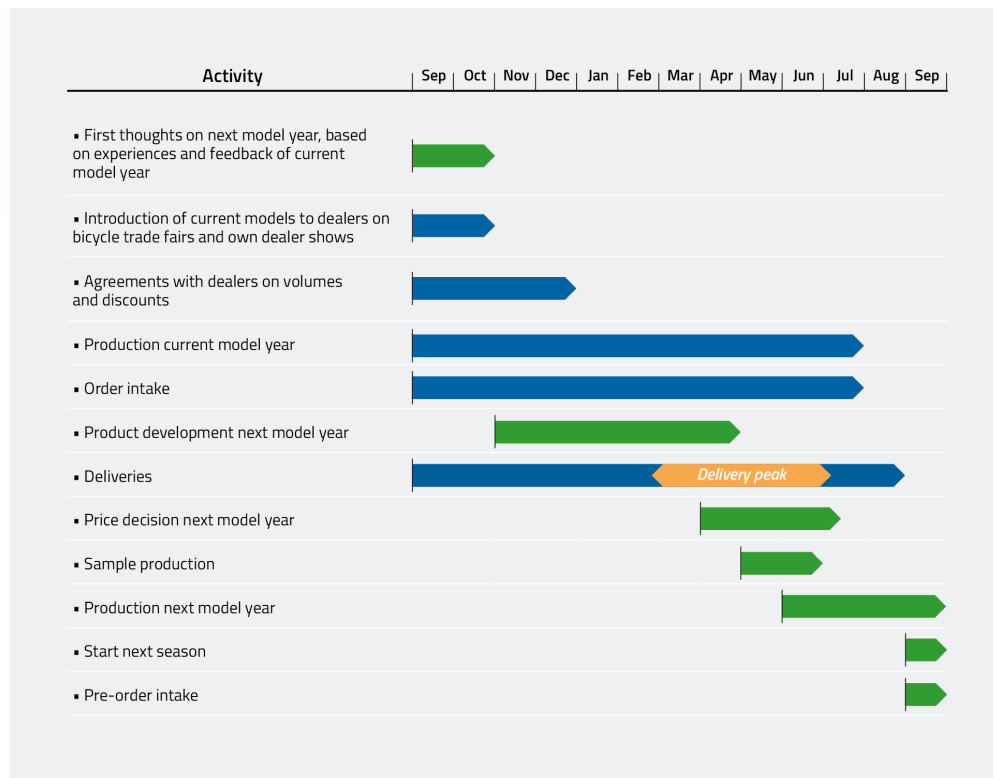 Activity Sep Oct Nov Dec Jan Feb Mar Apr May Jun Jul Aug Sep
▪ First thoughts on next model year, based
on experiences and feedback of current
model year
▪ Introduction of current models to dealers on
bicycle trade fairs and own dealer shows
▪ Agreements with dealers on volumes
and discounts
▪ Production current model year
▪ Order intake
▪ Product development next model year
▪ Deliveries Delivery peak
▪ Price decision next model year
▪ Sample production
▪ Production next model year
▪ Start next season
▪ Pre-order intake